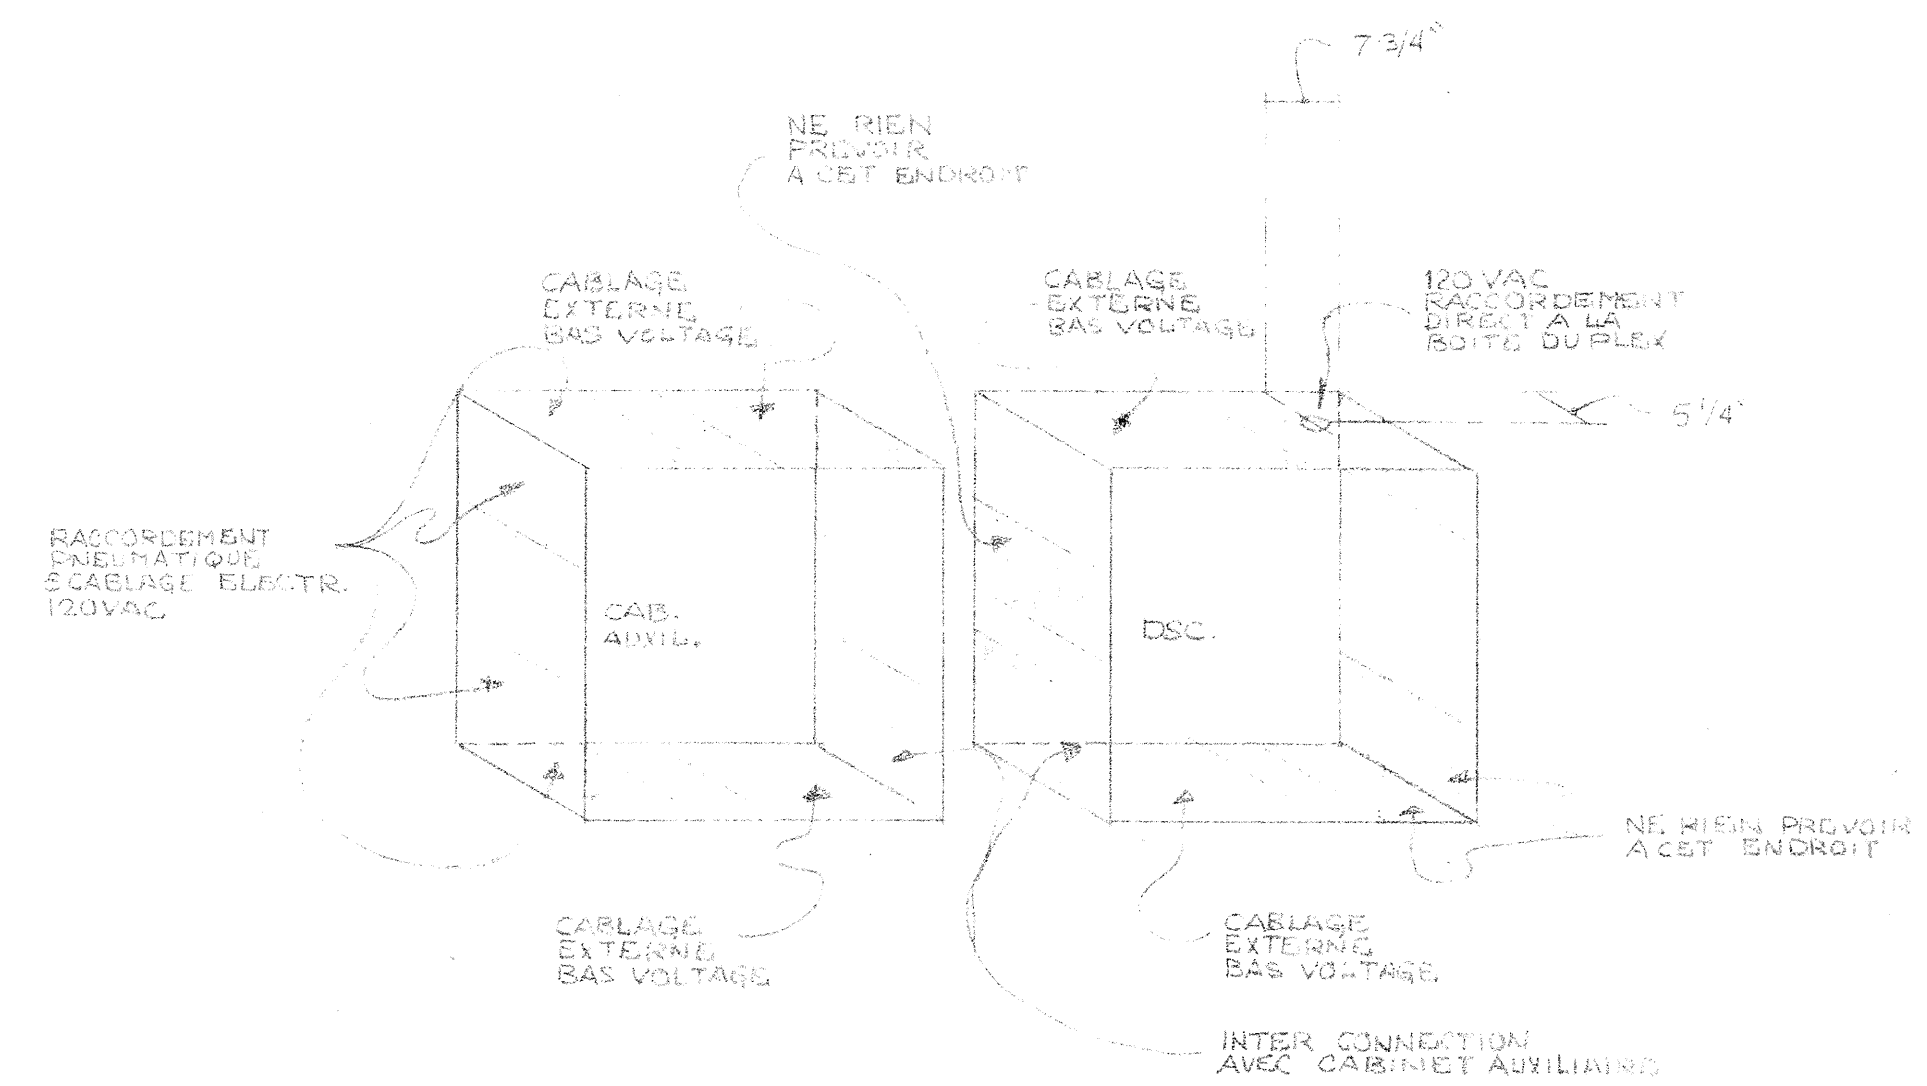 7 3/4"
NE RIEN
PREVOIR
A CET ENDROIT
CABLAGE
EXTERNE
BAS VOLTAGE
CABLAGE
EXTERNE
BAS VOLTAGE
120 VAC
RACCORDEMENT
DIRECT A LA
BOITE DUPLEX
5 1/4"
RACCORDEMENT
PNEUMATIQUE
& CABLAGE ELECTR.
120VAC
CAB.
AUXIL.
DSC.
NE RIEN PREVOIR
A CET ENDROIT
CABLAGE
EXTERNE
BAS VOLTAGE
CABLAGE
EXTERNE
BAS VOLTAGE
INTER CONNECTION
AVEC CABINET AUXILIAIRE